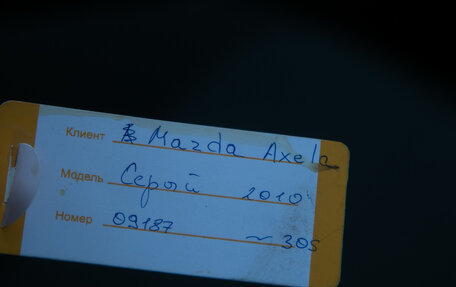 Клиент Mazda Axela
Модель Серый 2010
Номер 09187 ~ 305